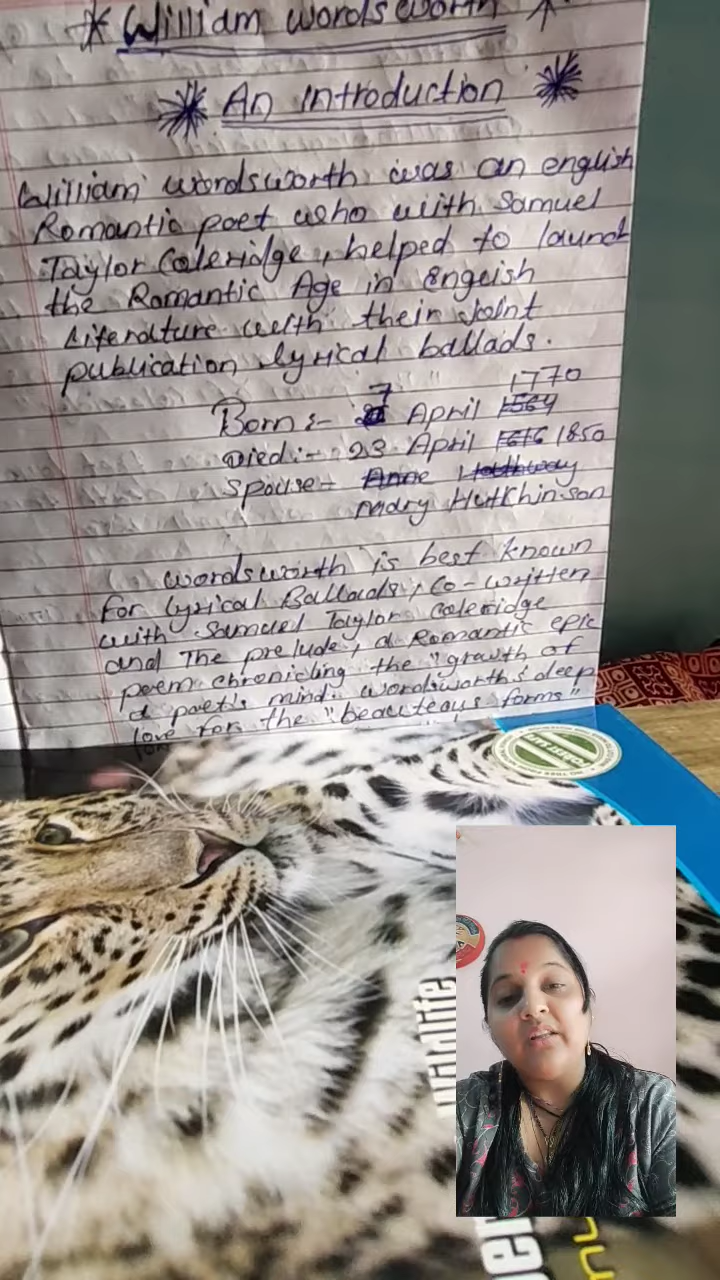 William Wordsworth
An Introduction
William Wordsworth was an english
Romantic poet who with Samuel
Taylor Coleridge, helped to launch
the Romantic Age in English
Literature with their Joint
publication lyrical ballads.
1770
Born:- 7 April 1564
Died:- 23 April 1616 1850
Spouse- Anne Hathway
Mary Hutchinson
Wordsworth is best known
for Lyrical Ballads, Co-written
with Samuel Taylor Coleridge
and The prelude, a Romantic epic
poem chronicling the "growth of
a poet's mind. Wordsworth's deep
love for the "beauteous forms"
Wildlife